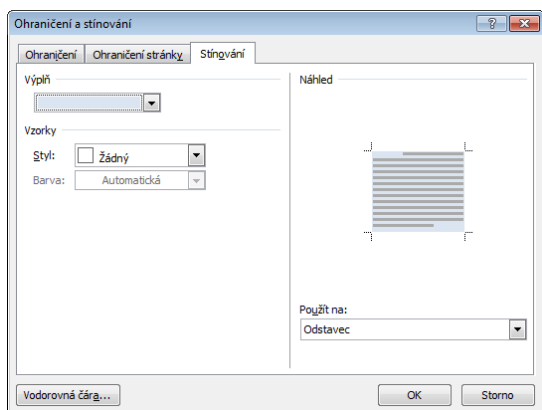 Ohraničení a stínování
Ohraničení Ohraničení stránky Stínování
Výplň
Vzorky
Styl: Žádný
Barva: Automatická
Náhled
Použít na:
Odstavec
Vodorovná čára... OK Storno